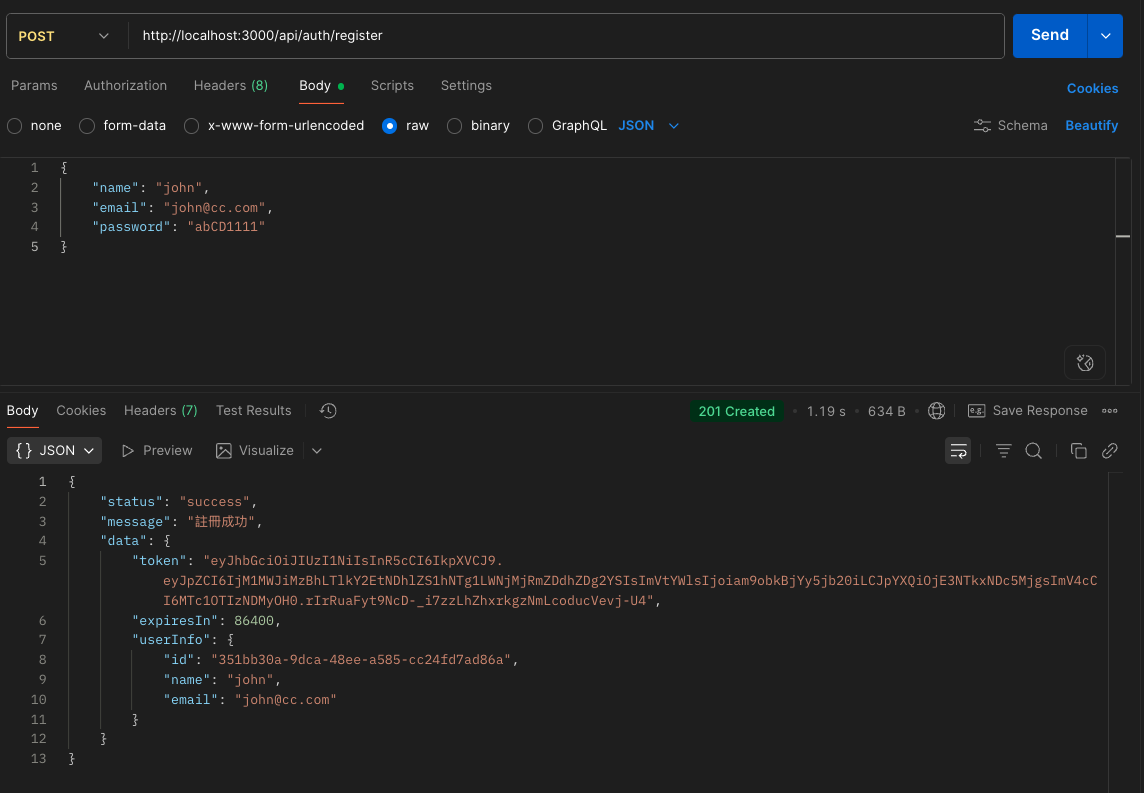 POST http://localhost:3000/api/auth/register Send
Params Authorization Headers (8) Body Scripts Settings Cookies
none form-data x-www-form-urlencoded raw binary GraphQL JSON Schema Beautify
1 {
2 "name": "john",
3 "email": "john@cc.com",
4 "password": "abCD1111"
5 }
Body Cookies Headers (7) Test Results 201 Created • 1.19 s • 634 B • e.g. Save Response
{} JSON Preview Visualize
1 {
2 "status": "success",
3 "message": "註冊成功",
4 "data": {
5 "token": "eyJhbGciOiJIUzI1NiIsInR5cCI6IkpXVCJ9.
eyJpZCI6IjM1MWJiMzBhLTlkY2EtNDhlZS1hNTg1LWNjMjRmZDdhZDg2YSIsImVtYWlsIjoiam9obkBjYy5jb20iLCJpYXQiOjE3NTkxNDc5MjgsImV4cC
I6MTc1OTIzNDMyOH0.rIrRuaFyt9NcD-_i7zzLhZhxrkgzNmLcoducVevj-U4",
6 "expiresIn": 86400,
7 "userInfo": {
8 "id": "351bb30a-9dca-48ee-a585-cc24fd7ad86a",
9 "name": "john",
10 "email": "john@cc.com"
11 }
12 }
13 }